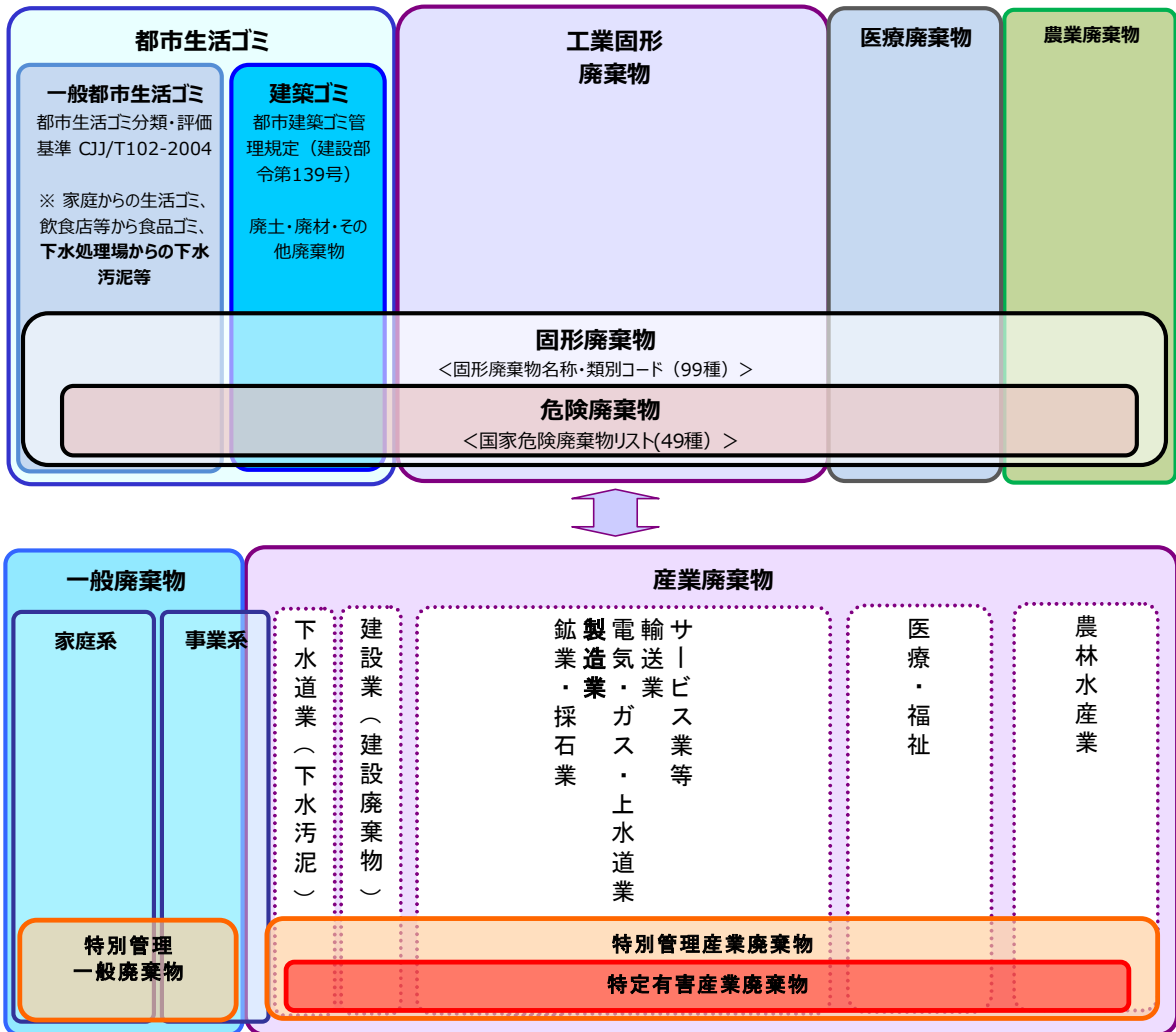 都市生活ゴミ
一般都市生活ゴミ
都市生活ゴミ分類・評価
基準 CJJ/T102-2004
※ 家庭からの生活ゴミ、
飲食店等から食品ゴミ、
下水処理場からの下水
汚泥等
建築ゴミ
都市建築ゴミ管
理規定（建設部
令第139号）
廃土・廃材・その
他廃棄物
工業固形
廃棄物
医療廃棄物
農業廃棄物
固形廃棄物
＜固形廃棄物名称・類別コード（99種）＞
危険廃棄物
＜国家危険廃棄物リスト(49種）＞
一般廃棄物
家庭系
事業系
特別管理
一般廃棄物
産業廃棄物
下水道業（下水汚泥）
建設業（建設廃棄物）
サービス業等
輸送業
電気・ガス・上水道業
製造業
鉱業・採石業
医療・福祉
農林水産業
特別管理産業廃棄物
特定有害産業廃棄物